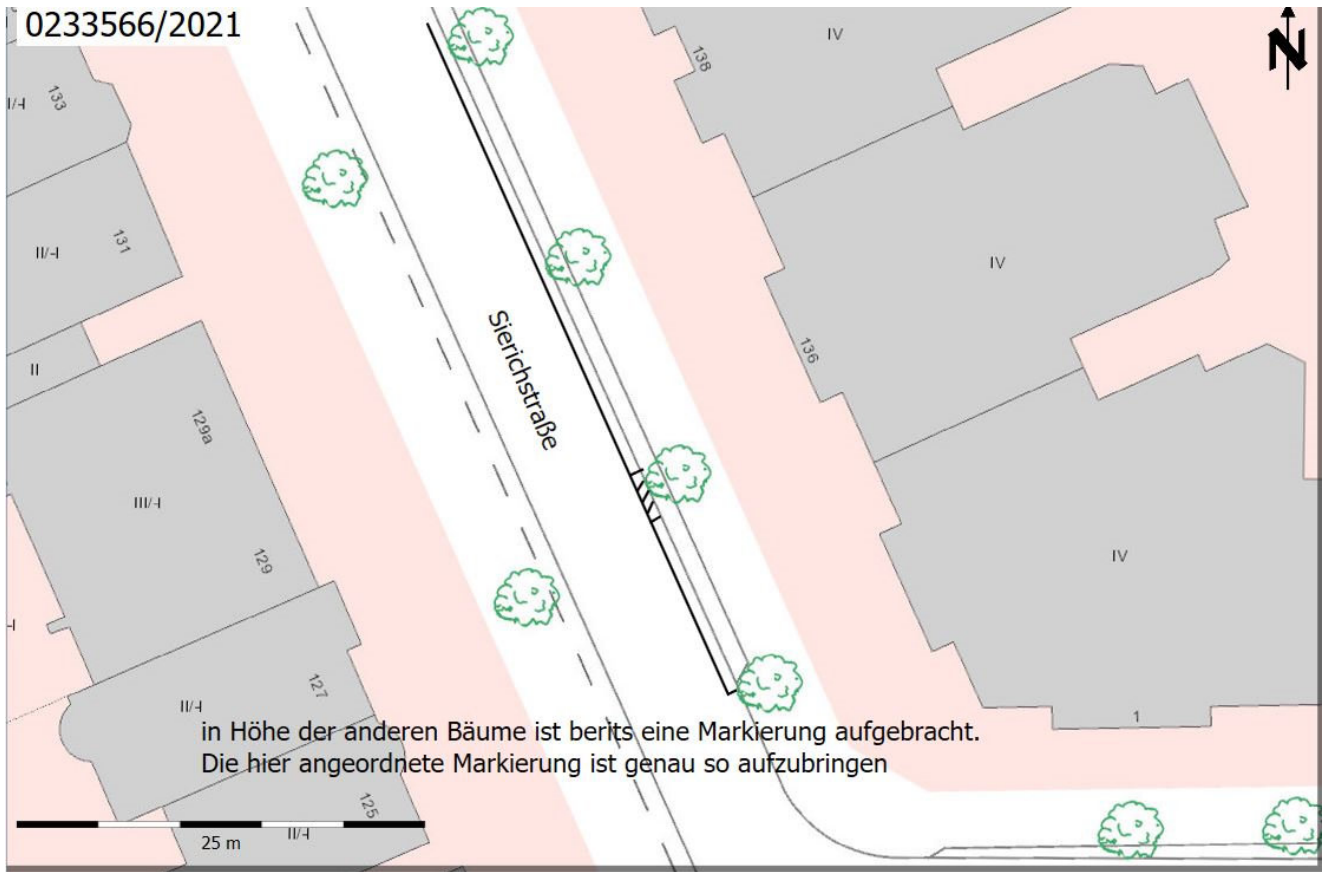 0233566/2021
N
IV
138
I/-I
133
II/-I
131
IV
Sierichstraße
136
II
129a
III/-I
129
IV
-I
127
II/-I
1
in Höhe der anderen Bäume ist berits eine Markierung aufgebracht.
Die hier angeordnete Markierung ist genau so aufzubringen
125
II/-I
25 m